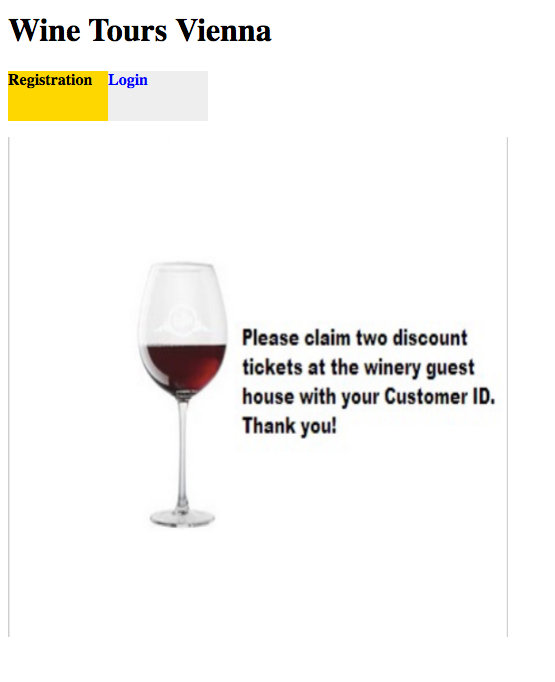 Wine Tours Vienna
Registration Login
Please claim two discount
tickets at the winery guest
house with your Customer ID.
Thank you!